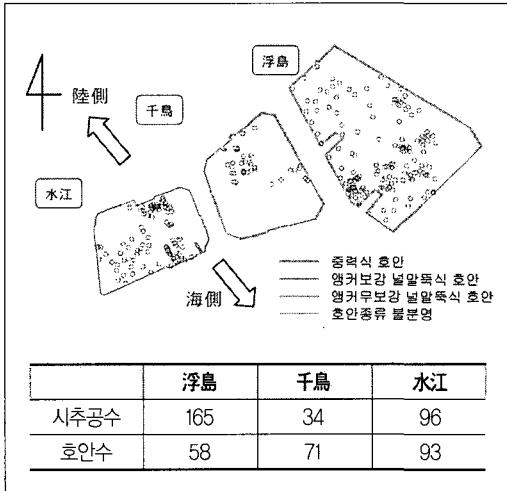 浮島
陸側
千鳥
水江
海側
중력식 호안
앵커보강 널말뚝식 호안
앵커무보강 널말뚝식 호안
호안종류 불분명
浮島 千鳥 水江
시추공수 165 34 96
호안수 58 71 93